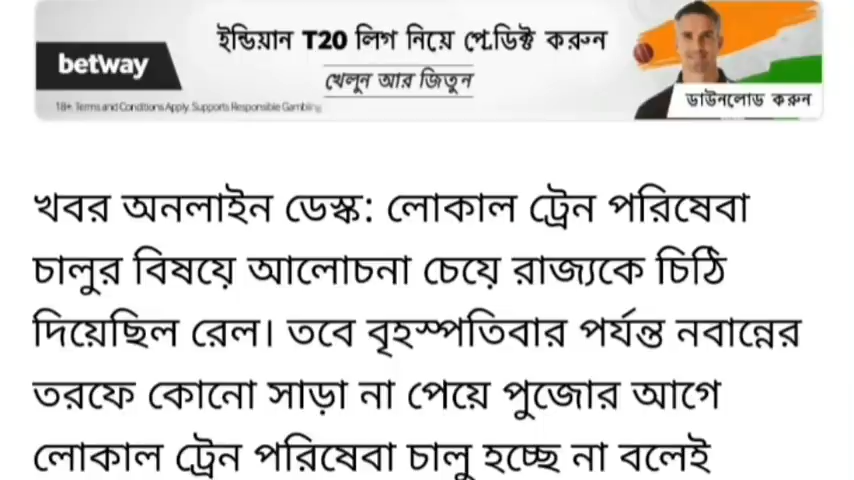 ইন্ডিয়ান T20 লিগ নিয়ে প্রেডিক্ট করুন
betway
খেলুন আর জিতুন
18+ Terms and Conditions Apply. Supports Responsible Gambling
ডাউনলোড করুন
খবর অনলাইন ডেস্ক: লোকাল ট্রেন পরিষেবা
চালুর বিষয়ে আলোচনা চেয়ে রাজ্যকে চিঠি
দিয়েছিল রেল। তবে বৃহস্পতিবার পর্যন্ত নবান্নের
তরফে কোনো সাড়া না পেয়ে পুজোর আগে
লোকাল ট্রেন পরিষেবা চালু হচ্ছে না বলেই